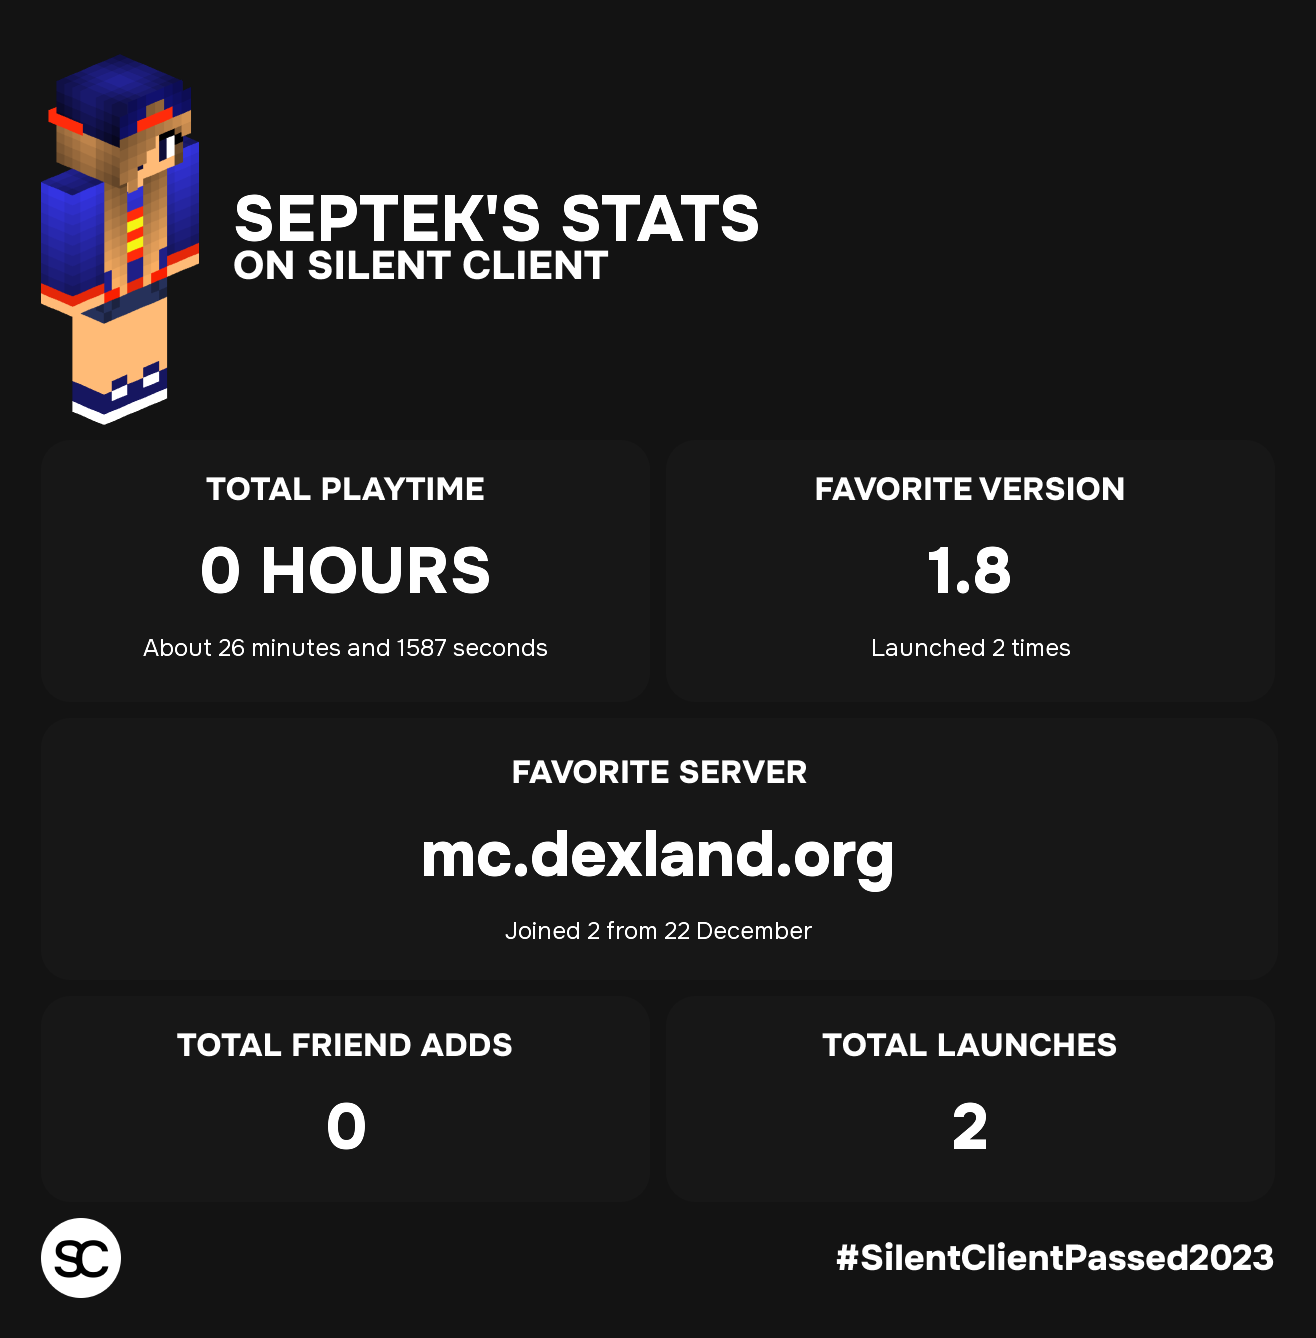 SEPTEK'S STATS
ON SILENT CLIENT
TOTAL PLAYTIME
0 HOURS
About 26 minutes and 1587 seconds
FAVORITE VERSION
1.8
Launched 2 times
FAVORITE SERVER
mc.dexland.org
Joined 2 from 22 December
TOTAL FRIEND ADDS
0
TOTAL LAUNCHES
2
SC
#SilentClientPassed2023